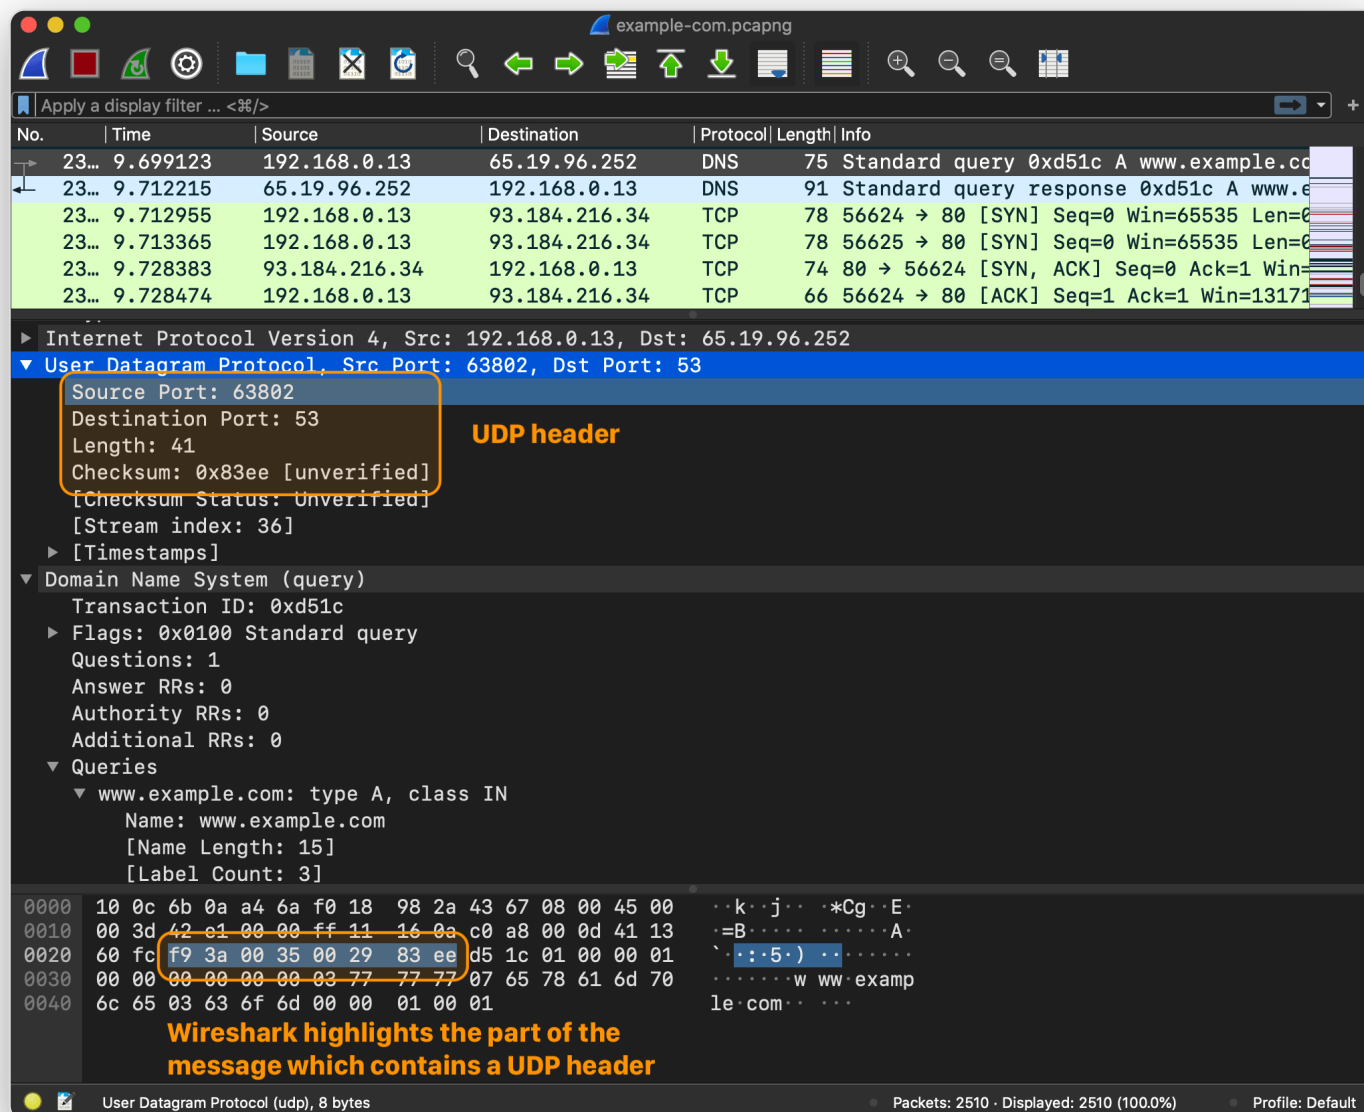 example-com.pcapng
Apply a display filter ... <⌘/>
No. Time Source Destination Protocol Length Info
23… 9.699123 192.168.0.13 65.19.96.252 DNS 75 Standard query 0xd51c A www.example.co
23… 9.712215 65.19.96.252 192.168.0.13 DNS 91 Standard query response 0xd51c A www.e
23… 9.712955 192.168.0.13 93.184.216.34 TCP 78 56624 → 80 [SYN] Seq=0 Win=65535 Len=0
23… 9.713365 192.168.0.13 93.184.216.34 TCP 78 56625 → 80 [SYN] Seq=0 Win=65535 Len=0
23… 9.728383 93.184.216.34 192.168.0.13 TCP 74 80 → 56624 [SYN, ACK] Seq=0 Ack=1 Win=
23… 9.728474 192.168.0.13 93.184.216.34 TCP 66 56624 → 80 [ACK] Seq=1 Ack=1 Win=13171
Internet Protocol Version 4, Src: 192.168.0.13, Dst: 65.19.96.252
User Datagram Protocol, Src Port: 63802, Dst Port: 53
Source Port: 63802
Destination Port: 53
UDP header
Length: 41
Checksum: 0x83ee [unverified]
[Checksum Status: Unverified]
[Stream index: 36]
[Timestamps]
Domain Name System (query)
Transaction ID: 0xd51c
Flags: 0x0100 Standard query
Questions: 1
Answer RRs: 0
Authority RRs: 0
Additional RRs: 0
Queries
www.example.com: type A, class IN
Name: www.example.com
[Name Length: 15]
[Label Count: 3]
0000 10 0c 6b 0a a4 6a f0 18 98 2a 43 67 08 00 45 00 ··k··j·· ·*Cg··E·
0010 00 3d 42 e1 00 00 ff 11 16 0a c0 a8 00 0d 41 13 ·=B····· ······A·
0020 60 fc f9 3a 00 35 00 29 83 ee d5 1c 01 00 00 01 `··:·5·) ········
0030 00 00 00 00 00 00 03 77 77 77 07 65 78 61 6d 70 ·······w ww·examp
0040 6c 65 03 63 6f 6d 00 00 01 00 01 le·com·· ···
Wireshark highlights the part of the
message which contains a UDP header
User Datagram Protocol (udp), 8 bytes Packets: 2510 · Displayed: 2510 (100.0%) Profile: Default